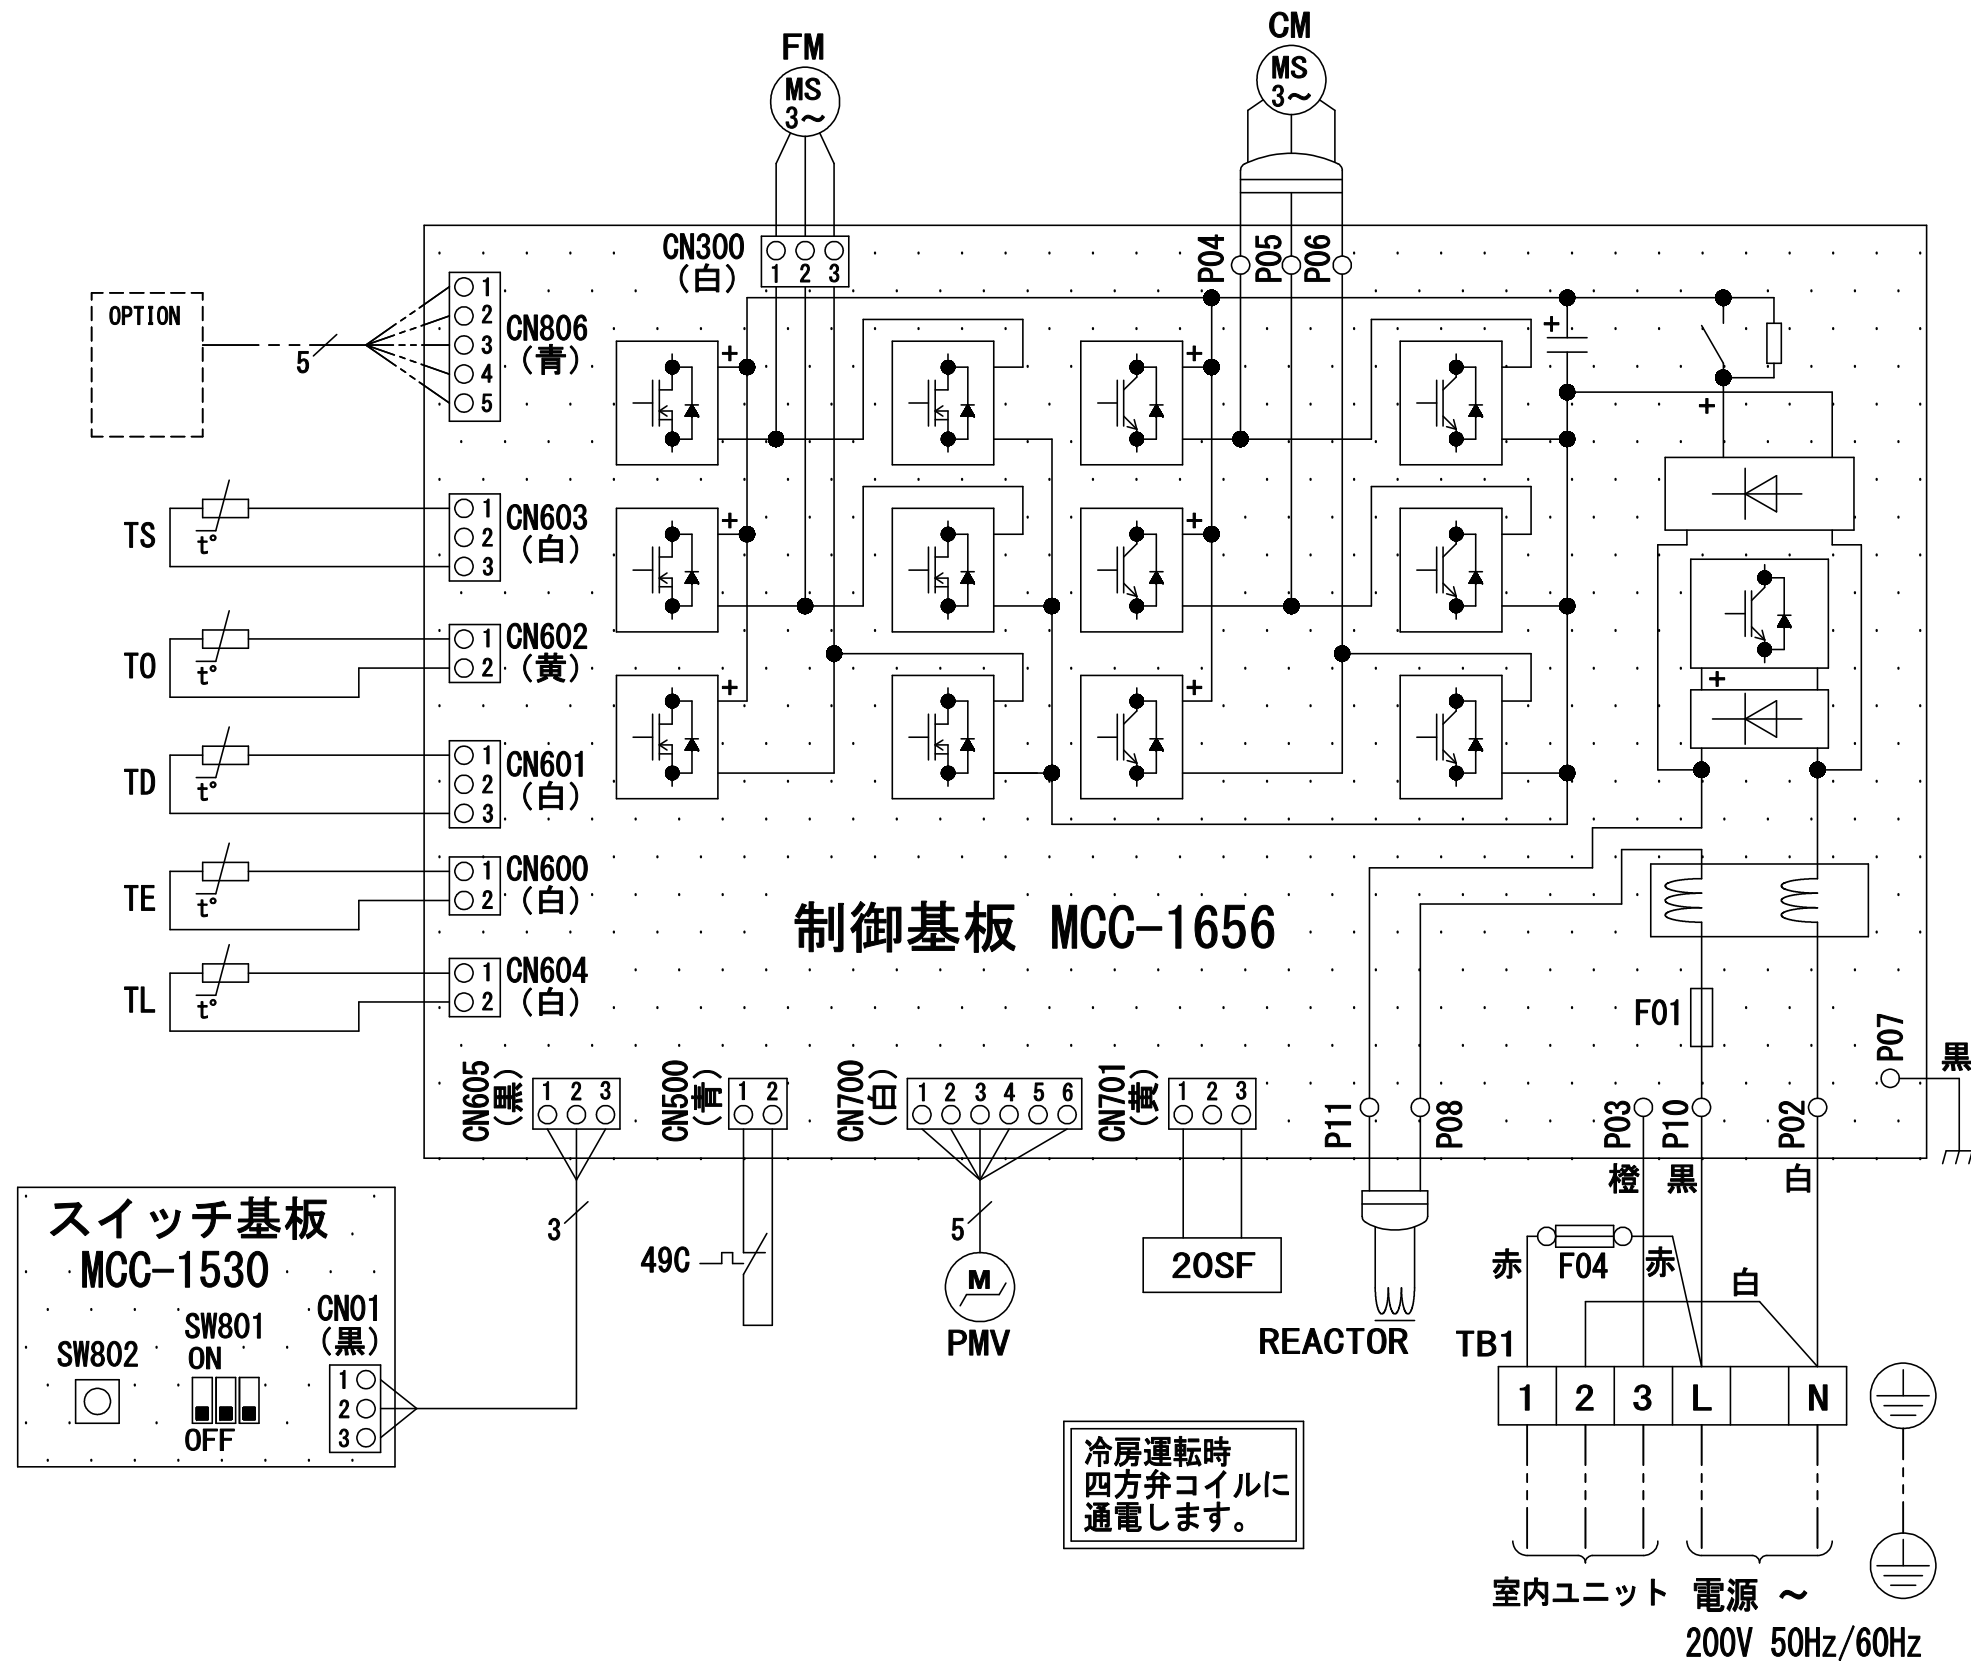 FM
MS
3～
CM
MS
3～
CN300
(白)
1 2 3
P04
P05
P06
OPTION
5
1
2
3
4
5
CN806
(青)
+
+
+
+
+
+
+
+
+
TS
t°
1
2
3
CN603
(白)
TO
t°
1
2
CN602
(黄)
TD
t°
1
2
3
CN601
(白)
TE
t°
1
2
CN600
(白)
TL
t°
1
2
CN604
(白)
制御基板 MCC-1656
F01
P07
黒
CN605
(黒)
1 2 3
CN500
(青)
1 2
CN700
(白)
1 2 3 4 5 6
CN701
(黄)
1 2 3
P11
P08
P03
橙
P10
黒
P02
白
3
49C
5
M
PMV
20SF
REACTOR
赤
F04
赤
白
TB1
1 2 3 L N
スイッチ基板
MCC-1530
SW802
SW801
ON
OFF
CN01
(黒)
1
2
3
冷房運転時
四方弁コイルに
通電します。
室内ユニット
電源 ～
200V 50Hz/60Hz